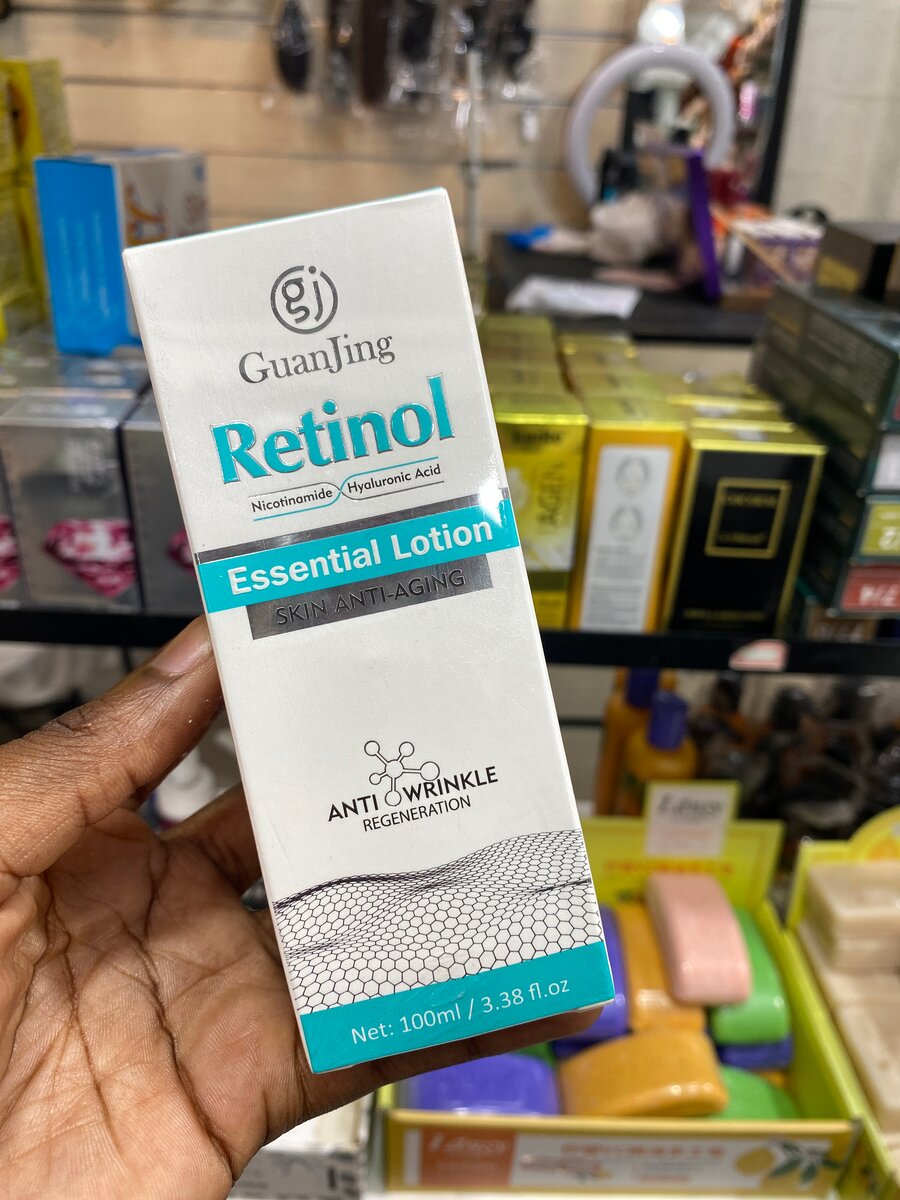 gj
GuanJing
Retinol
Nicotinamide Hyaluronic Acid
Essential Lotion
SKIN ANTI-AGING
ANTI WRINKLE
REGENERATION
Net: 100ml / 3.38 fl.oz